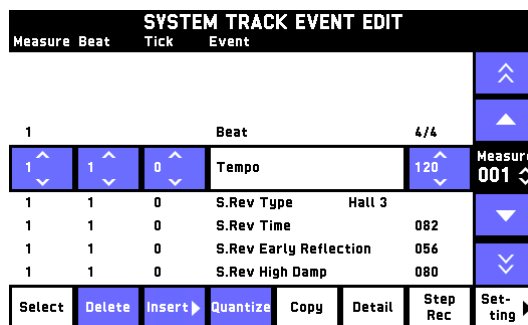 SYSTEM TRACK EVENT EDIT
Measure Beat Tick Event
1 Beat 4/4
1 1 0 Tempo 120
Measur
001
1 1 0 S.Rev Type Hall 3
1 1 0 S.Rev Time 082
1 1 0 S.Rev Early Reflection 056
1 1 0 S.Rev High Damp 080
Select Delete Insert Quantize Copy Detail Step Rec Set-ting